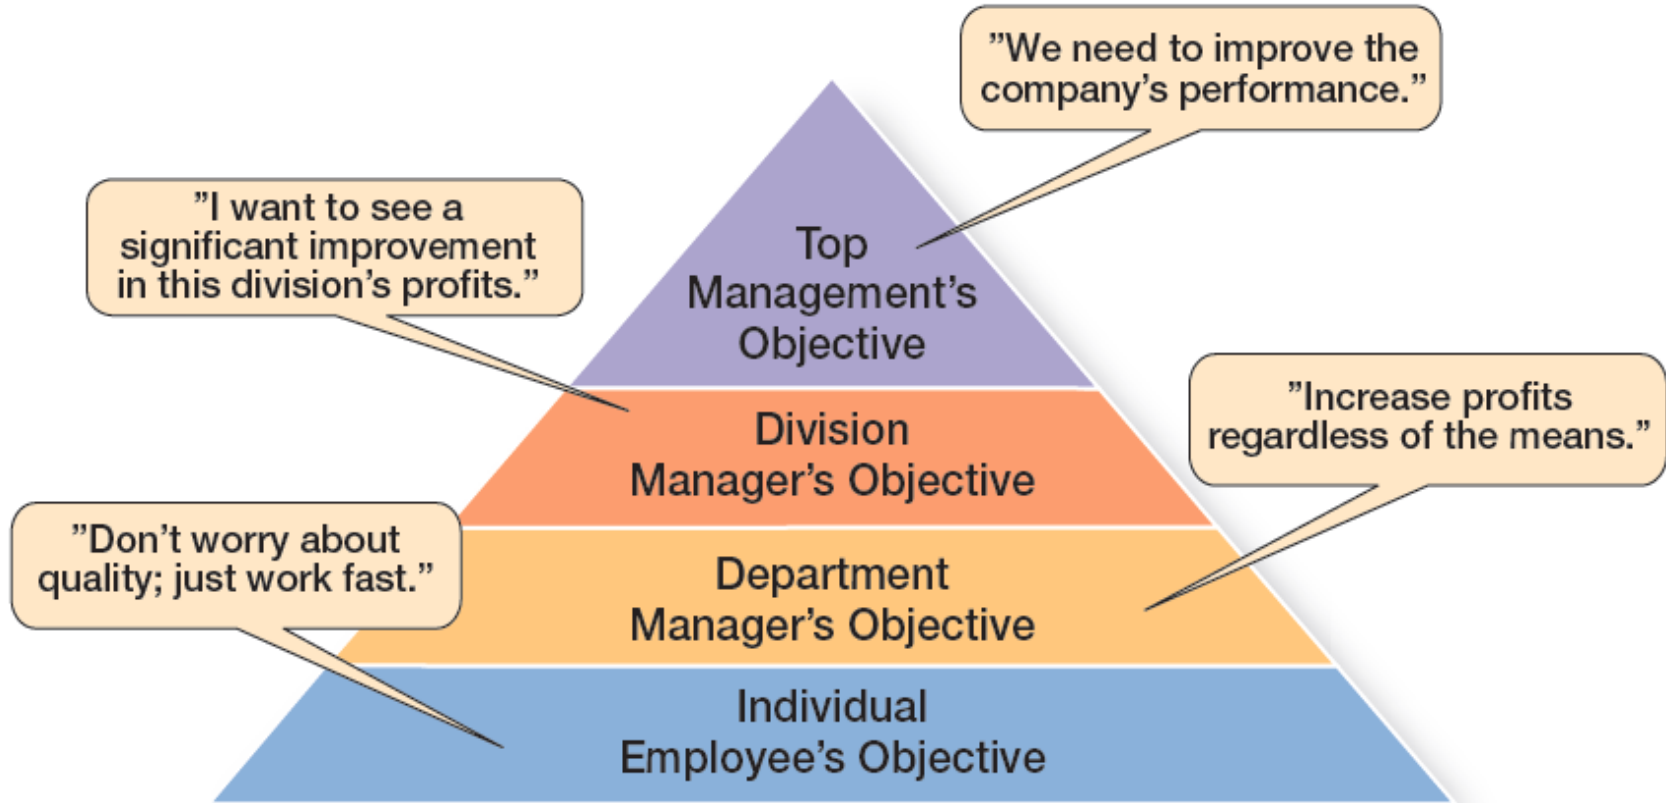 ”We need to improve the
company’s performance.”
”I want to see a
significant improvement
in this division’s profits.”
Top
Management’s
Objective
”Increase profits
regardless of the means.”
Division
Manager’s Objective
”Don’t worry about
quality; just work fast.”
Department
Manager’s Objective
Individual
Employee’s Objective